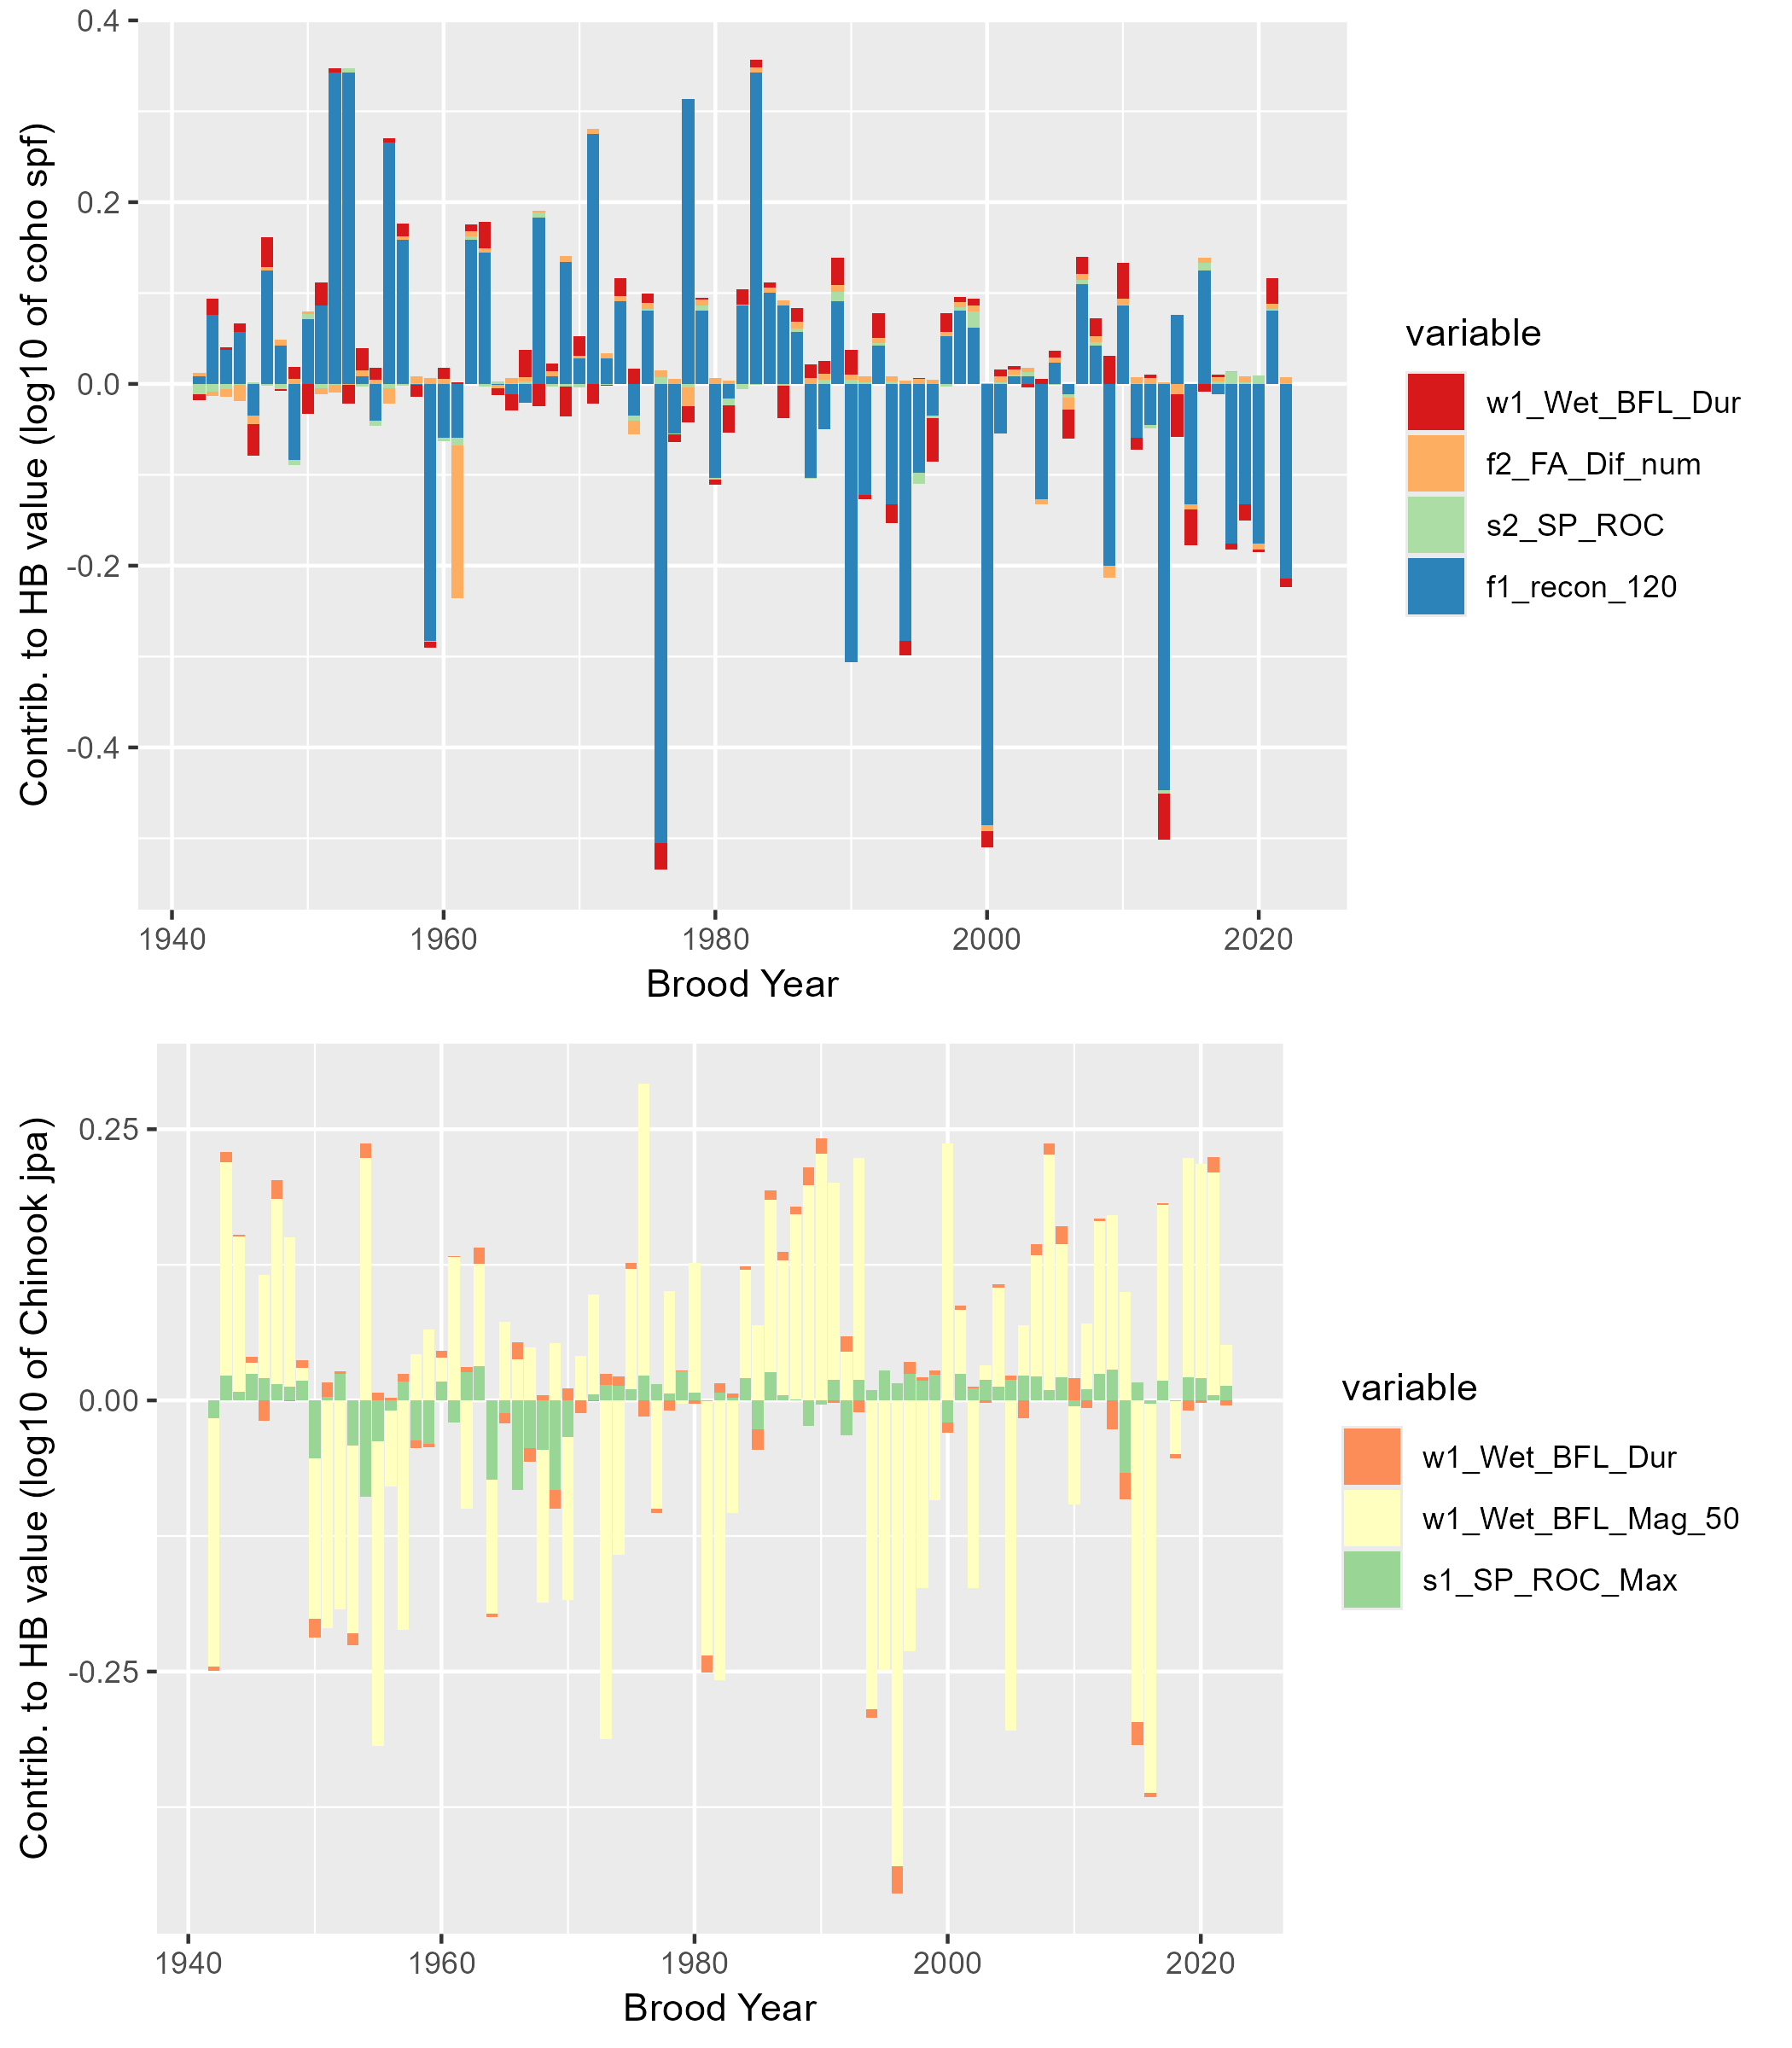 Contrib. to HB value (log10 of coho spf)
0.4
0.2
0.0
-0.2
-0.4
1940 1960 1980 2000 2020
Brood Year
variable
w1_Wet_BFL_Dur
f2_FA_Dif_num
s2_SP_ROC
f1_recon_120
Contrib. to HB value (log10 of Chinook jpa)
0.25
0.00
-0.25
1940 1960 1980 2000 2020
Brood Year
variable
w1_Wet_BFL_Dur
w1_Wet_BFL_Mag_50
s1_SP_ROC_Max